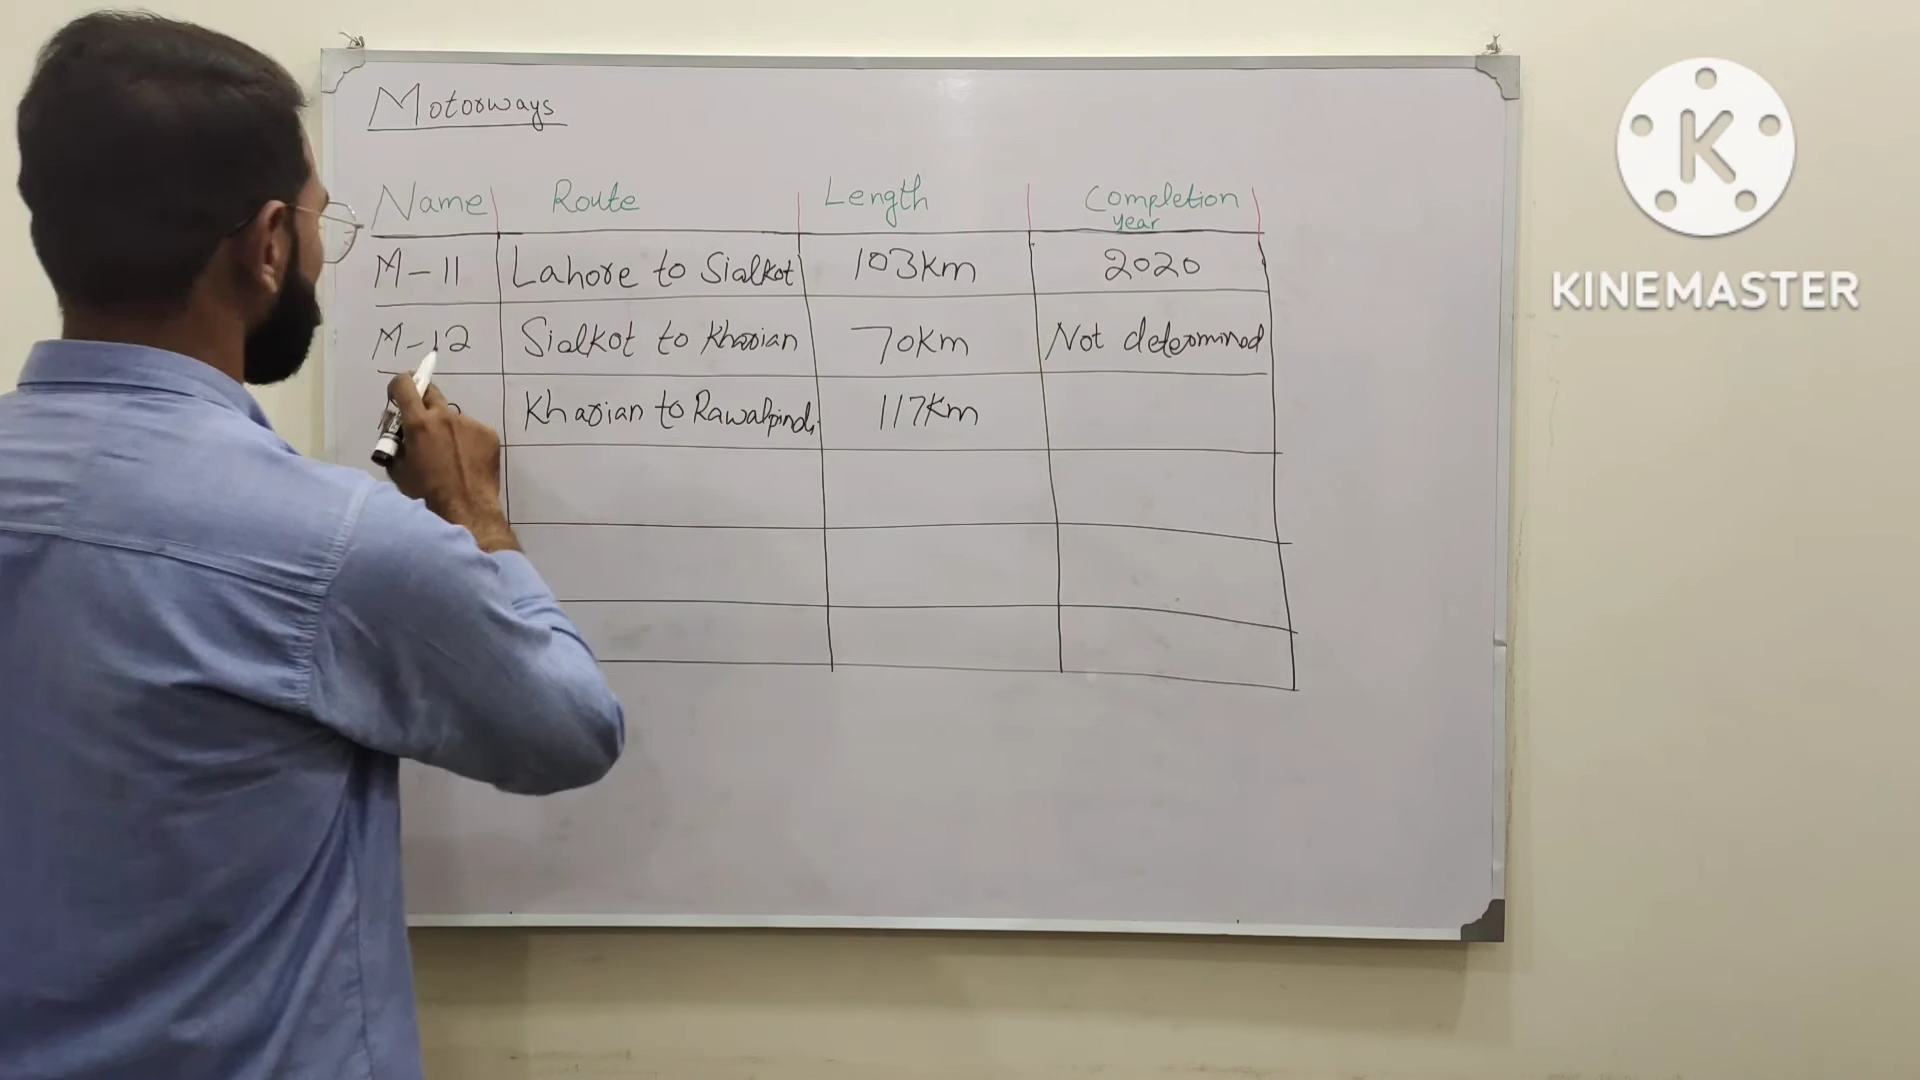 Motorways
Name Route Length Completion
year
M-11 Lahore to Sialkot 103km 2020
M-12 Sialkot to Kharian 70km Not determined
Kharian to Rawalpindi 117km
K
KINEMASTER